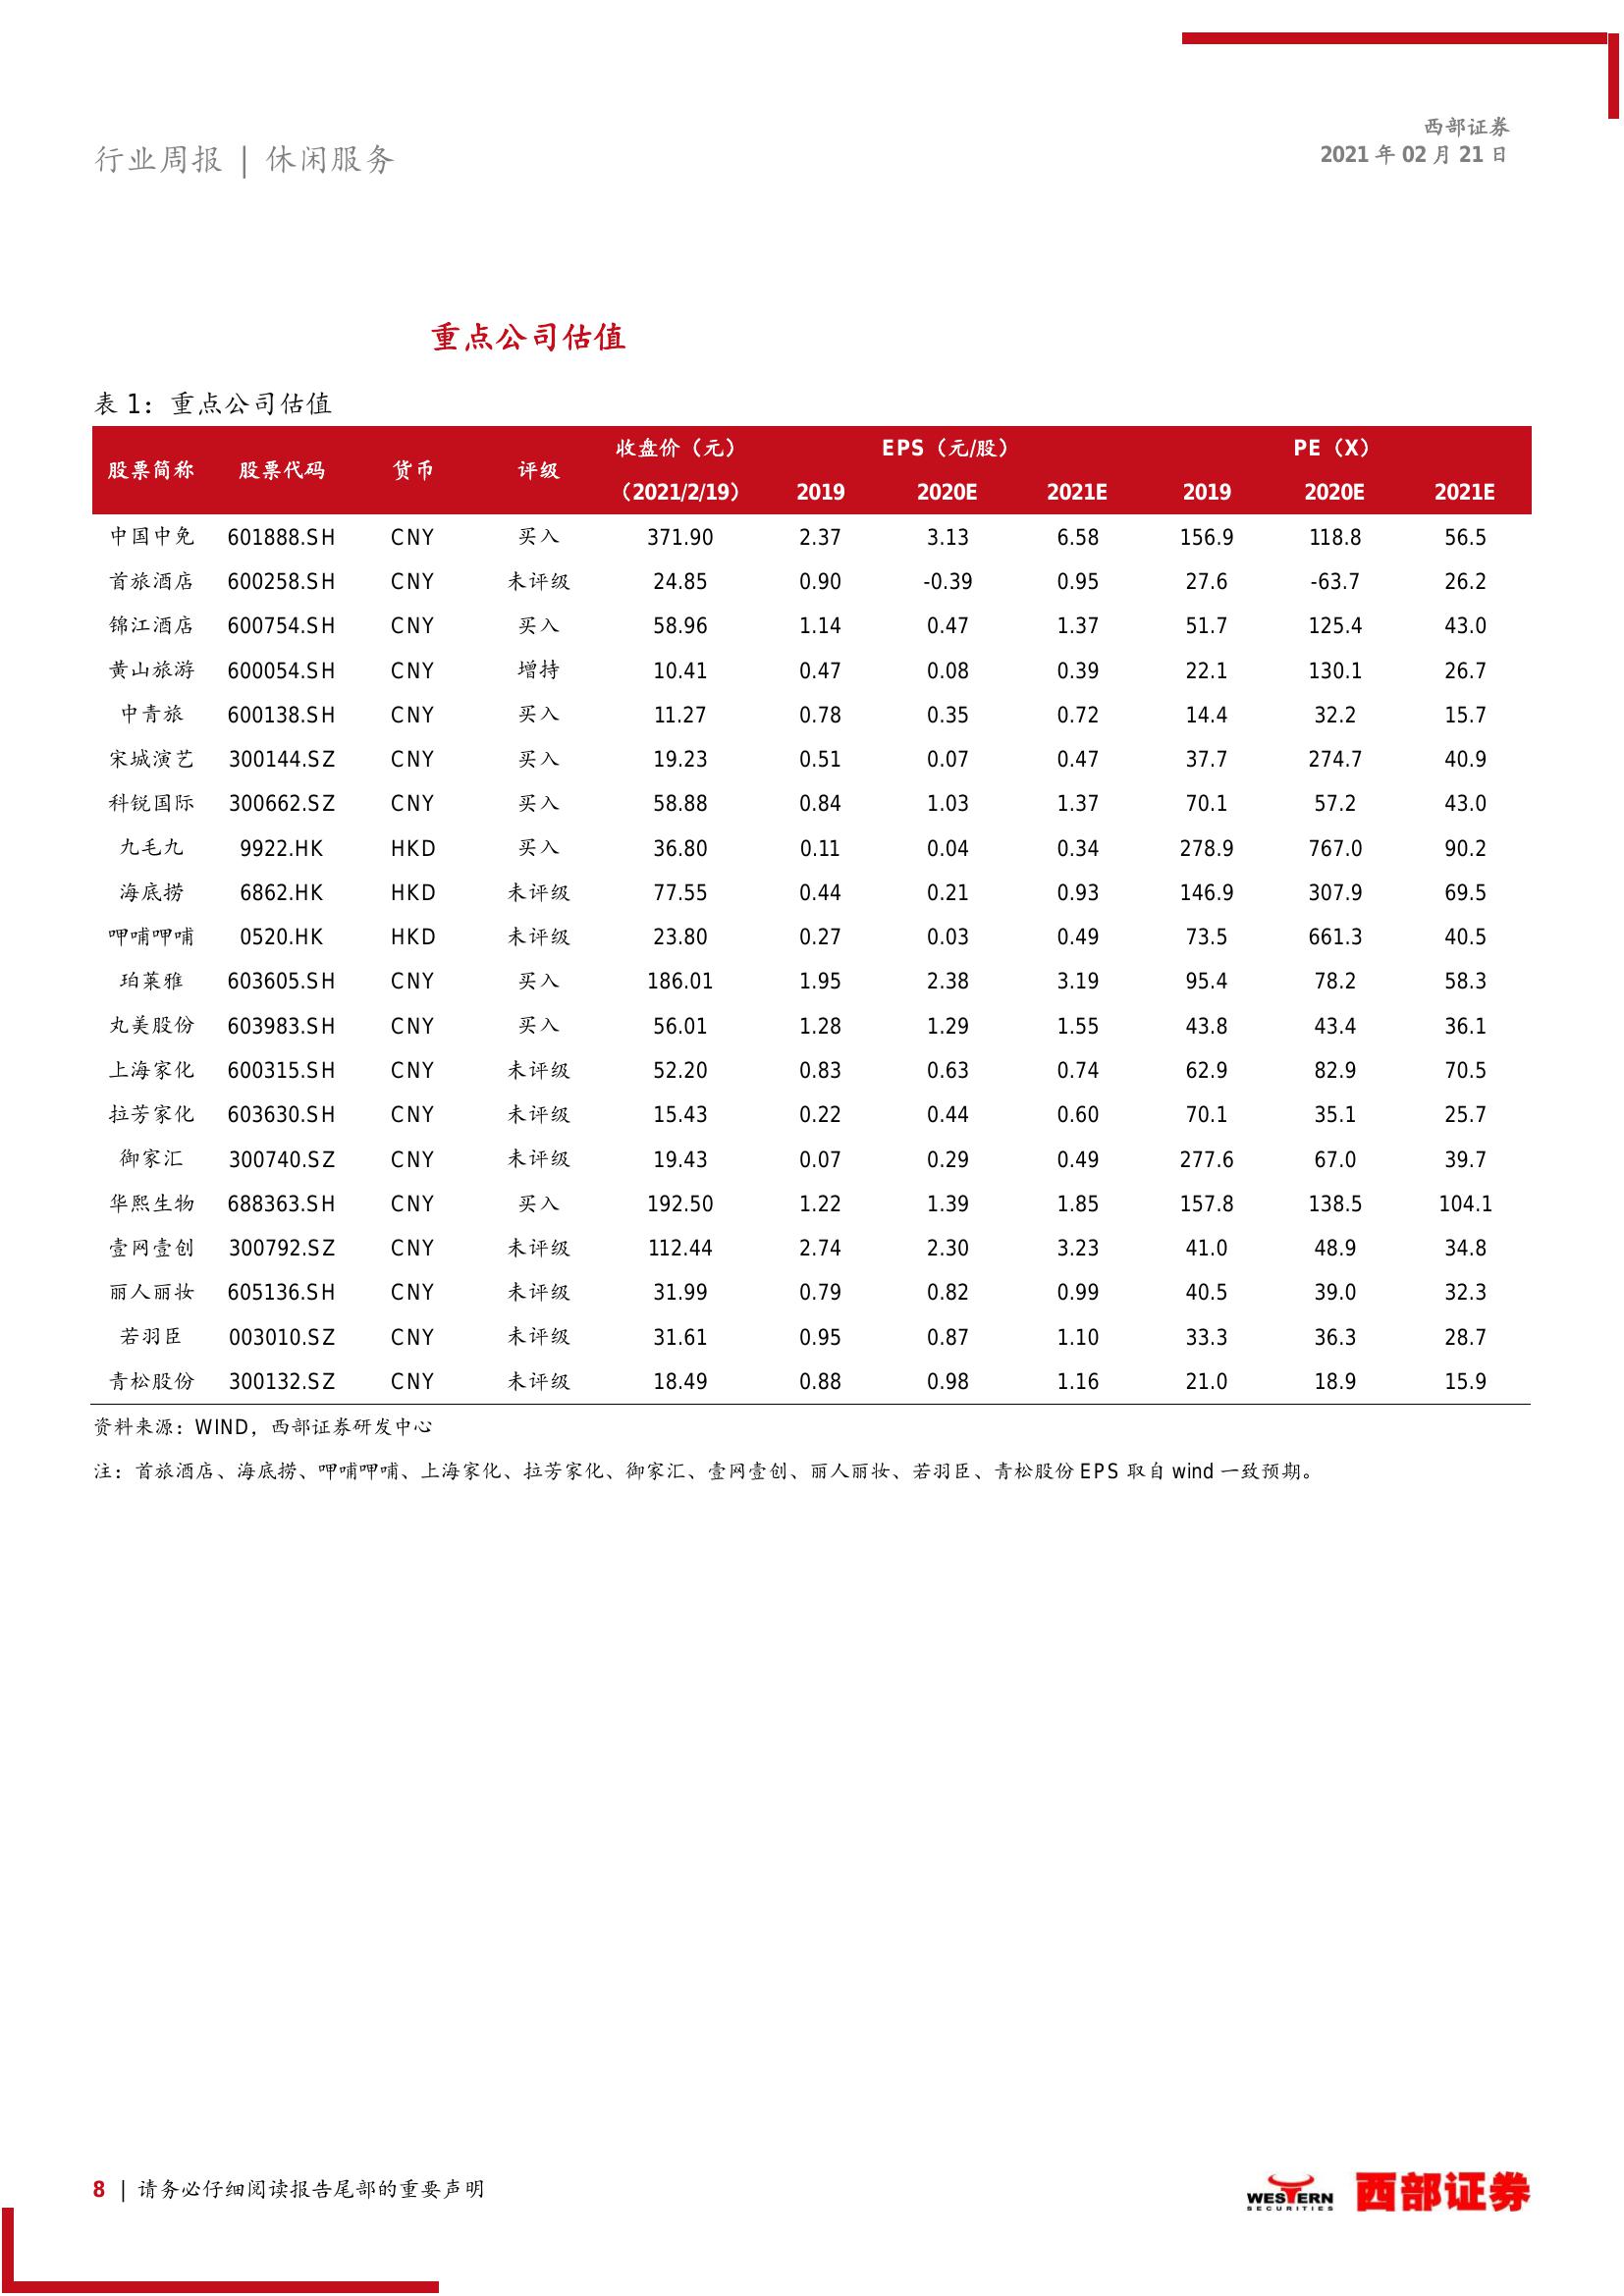 西部证券
行业周报 | 休闲服务
2021 年 02 月 21 日
重点公司估值
表 1：重点公司估值
股票简称 股票代码 货币 评级 收盘价（元） EPS（元/股） PE（X）
（2021/2/19） 2019 2020E 2021E 2019 2020E 2021E
中国中免 601888.SH CNY 买入 371.90 2.37 3.13 6.58 156.9 118.8 56.5
首旅酒店 600258.SH CNY 未评级 24.85 0.90 -0.39 0.95 27.6 -63.7 26.2
锦江酒店 600754.SH CNY 买入 58.96 1.14 0.47 1.37 51.7 125.4 43.0
黄山旅游 600054.SH CNY 增持 10.41 0.47 0.08 0.39 22.1 130.1 26.7
中青旅 600138.SH CNY 买入 11.27 0.78 0.35 0.72 14.4 32.2 15.7
宋城演艺 300144.SZ CNY 买入 19.23 0.51 0.07 0.47 37.7 274.7 40.9
科锐国际 300662.SZ CNY 买入 58.88 0.84 1.03 1.37 70.1 57.2 43.0
九毛九 9922.HK HKD 买入 36.80 0.11 0.04 0.34 278.9 767.0 90.2
海底捞 6862.HK HKD 未评级 77.55 0.44 0.21 0.93 146.9 307.9 69.5
呷哺呷哺 0520.HK HKD 未评级 23.80 0.27 0.03 0.49 73.5 661.3 40.5
珀莱雅 603605.SH CNY 买入 186.01 1.95 2.38 3.19 95.4 78.2 58.3
丸美股份 603983.SH CNY 买入 56.01 1.28 1.29 1.55 43.8 43.4 36.1
上海家化 600315.SH CNY 未评级 52.20 0.83 0.63 0.74 62.9 82.9 70.5
拉芳家化 603630.SH CNY 未评级 15.43 0.22 0.44 0.60 70.1 35.1 25.7
御家汇 300740.SZ CNY 未评级 19.43 0.07 0.29 0.49 277.6 67.0 39.7
华熙生物 688363.SH CNY 买入 192.50 1.22 1.39 1.85 157.8 138.5 104.1
壹网壹创 300792.SZ CNY 未评级 112.44 2.74 2.30 3.23 41.0 48.9 34.8
丽人丽妆 605136.SH CNY 未评级 31.99 0.79 0.82 0.99 40.5 39.0 32.3
若羽臣 003010.SZ CNY 未评级 31.61 0.95 0.87 1.10 33.3 36.3 28.7
青松股份 300132.SZ CNY 未评级 18.49 0.88 0.98 1.16 21.0 18.9 15.9
资料来源：WIND，西部证券研发中心
注：首旅酒店、海底捞、呷哺呷哺、上海家化、拉芳家化、御家汇、壹网壹创、丽人丽妆、若羽臣、青松股份 EPS 取自 wind 一致预期。
8 | 请务必仔细阅读报告尾部的重要声明
WESTERN
SECURITIES
西部证券